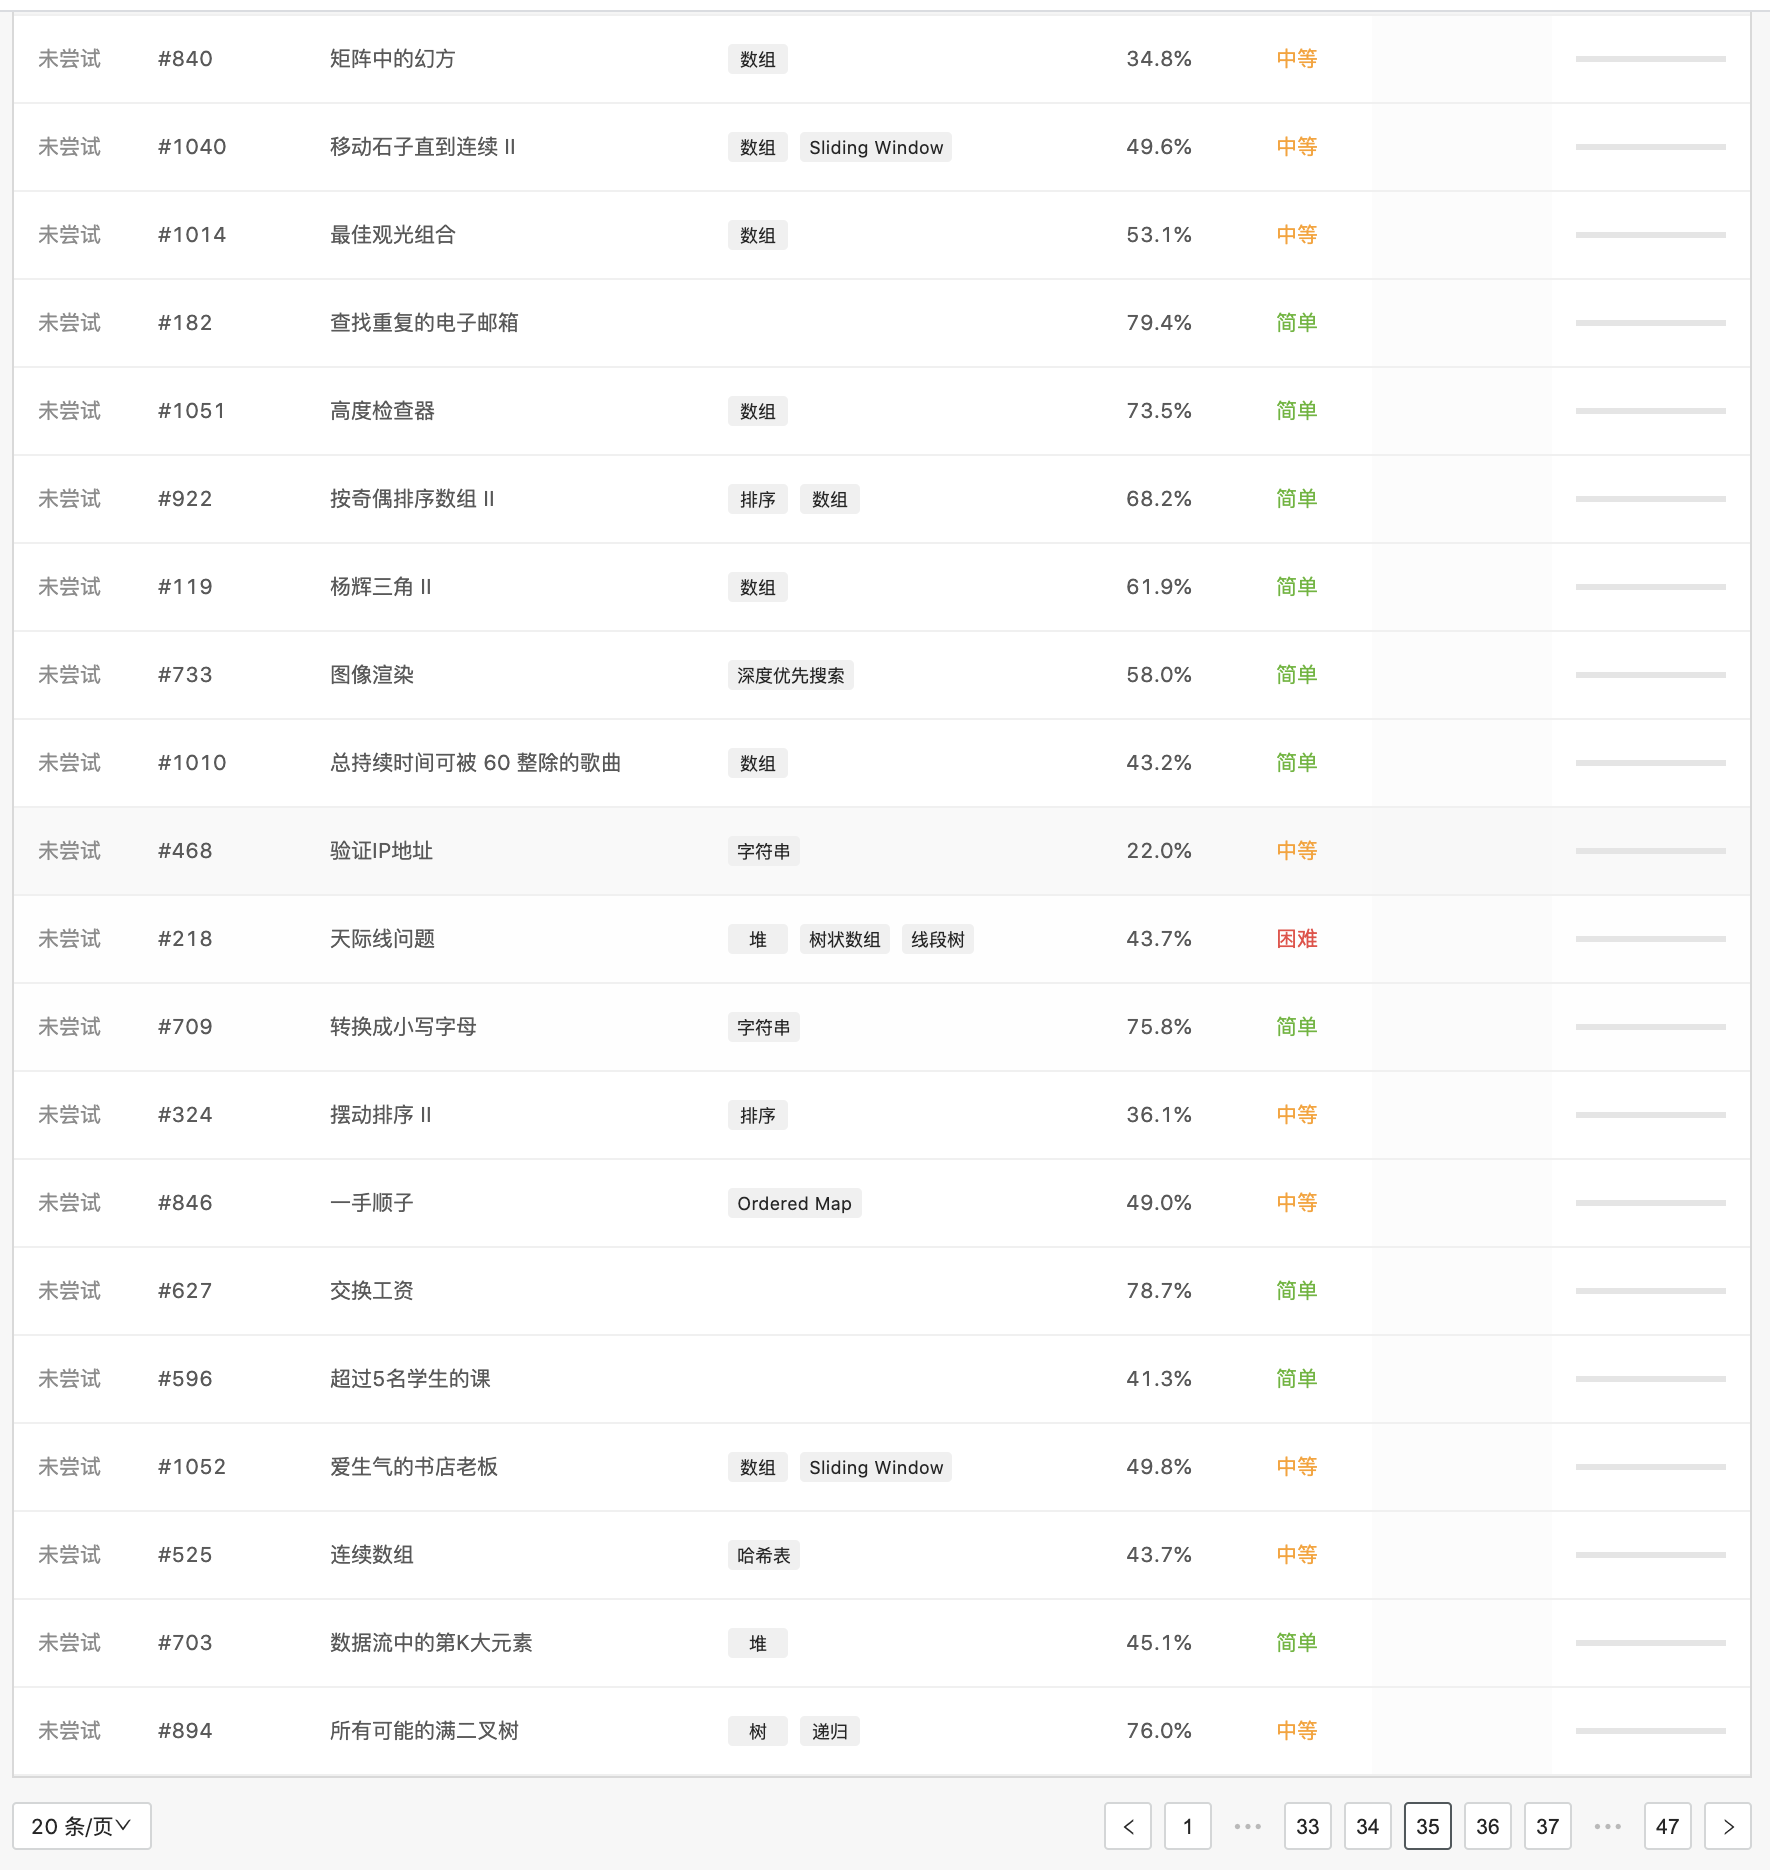 未尝试 #840 矩阵中的幻方 数组 34.8% 中等
未尝试 #1040 移动石子直到连续 II 数组 Sliding Window 49.6% 中等
未尝试 #1014 最佳观光组合 数组 53.1% 中等
未尝试 #182 查找重复的电子邮箱 79.4% 简单
未尝试 #1051 高度检查器 数组 73.5% 简单
未尝试 #922 按奇偶排序数组 II 排序 数组 68.2% 简单
未尝试 #119 杨辉三角 II 数组 61.9% 简单
未尝试 #733 图像渲染 深度优先搜索 58.0% 简单
未尝试 #1010 总持续时间可被 60 整除的歌曲 数组 43.2% 简单
未尝试 #468 验证IP地址 字符串 22.0% 中等
未尝试 #218 天际线问题 堆 树状数组 线段树 43.7% 困难
未尝试 #709 转换成小写字母 字符串 75.8% 简单
未尝试 #324 摆动排序 II 排序 36.1% 中等
未尝试 #846 一手顺子 Ordered Map 49.0% 中等
未尝试 #627 交换工资 78.7% 简单
未尝试 #596 超过5名学生的课 41.3% 简单
未尝试 #1052 爱生气的书店老板 数组 Sliding Window 49.8% 中等
未尝试 #525 连续数组 哈希表 43.7% 中等
未尝试 #703 数据流中的第K大元素 堆 45.1% 简单
未尝试 #894 所有可能的满二叉树 树 递归 76.0% 中等
20 条/页 < 1 ••• 33 34 35 36 37 ••• 47 >